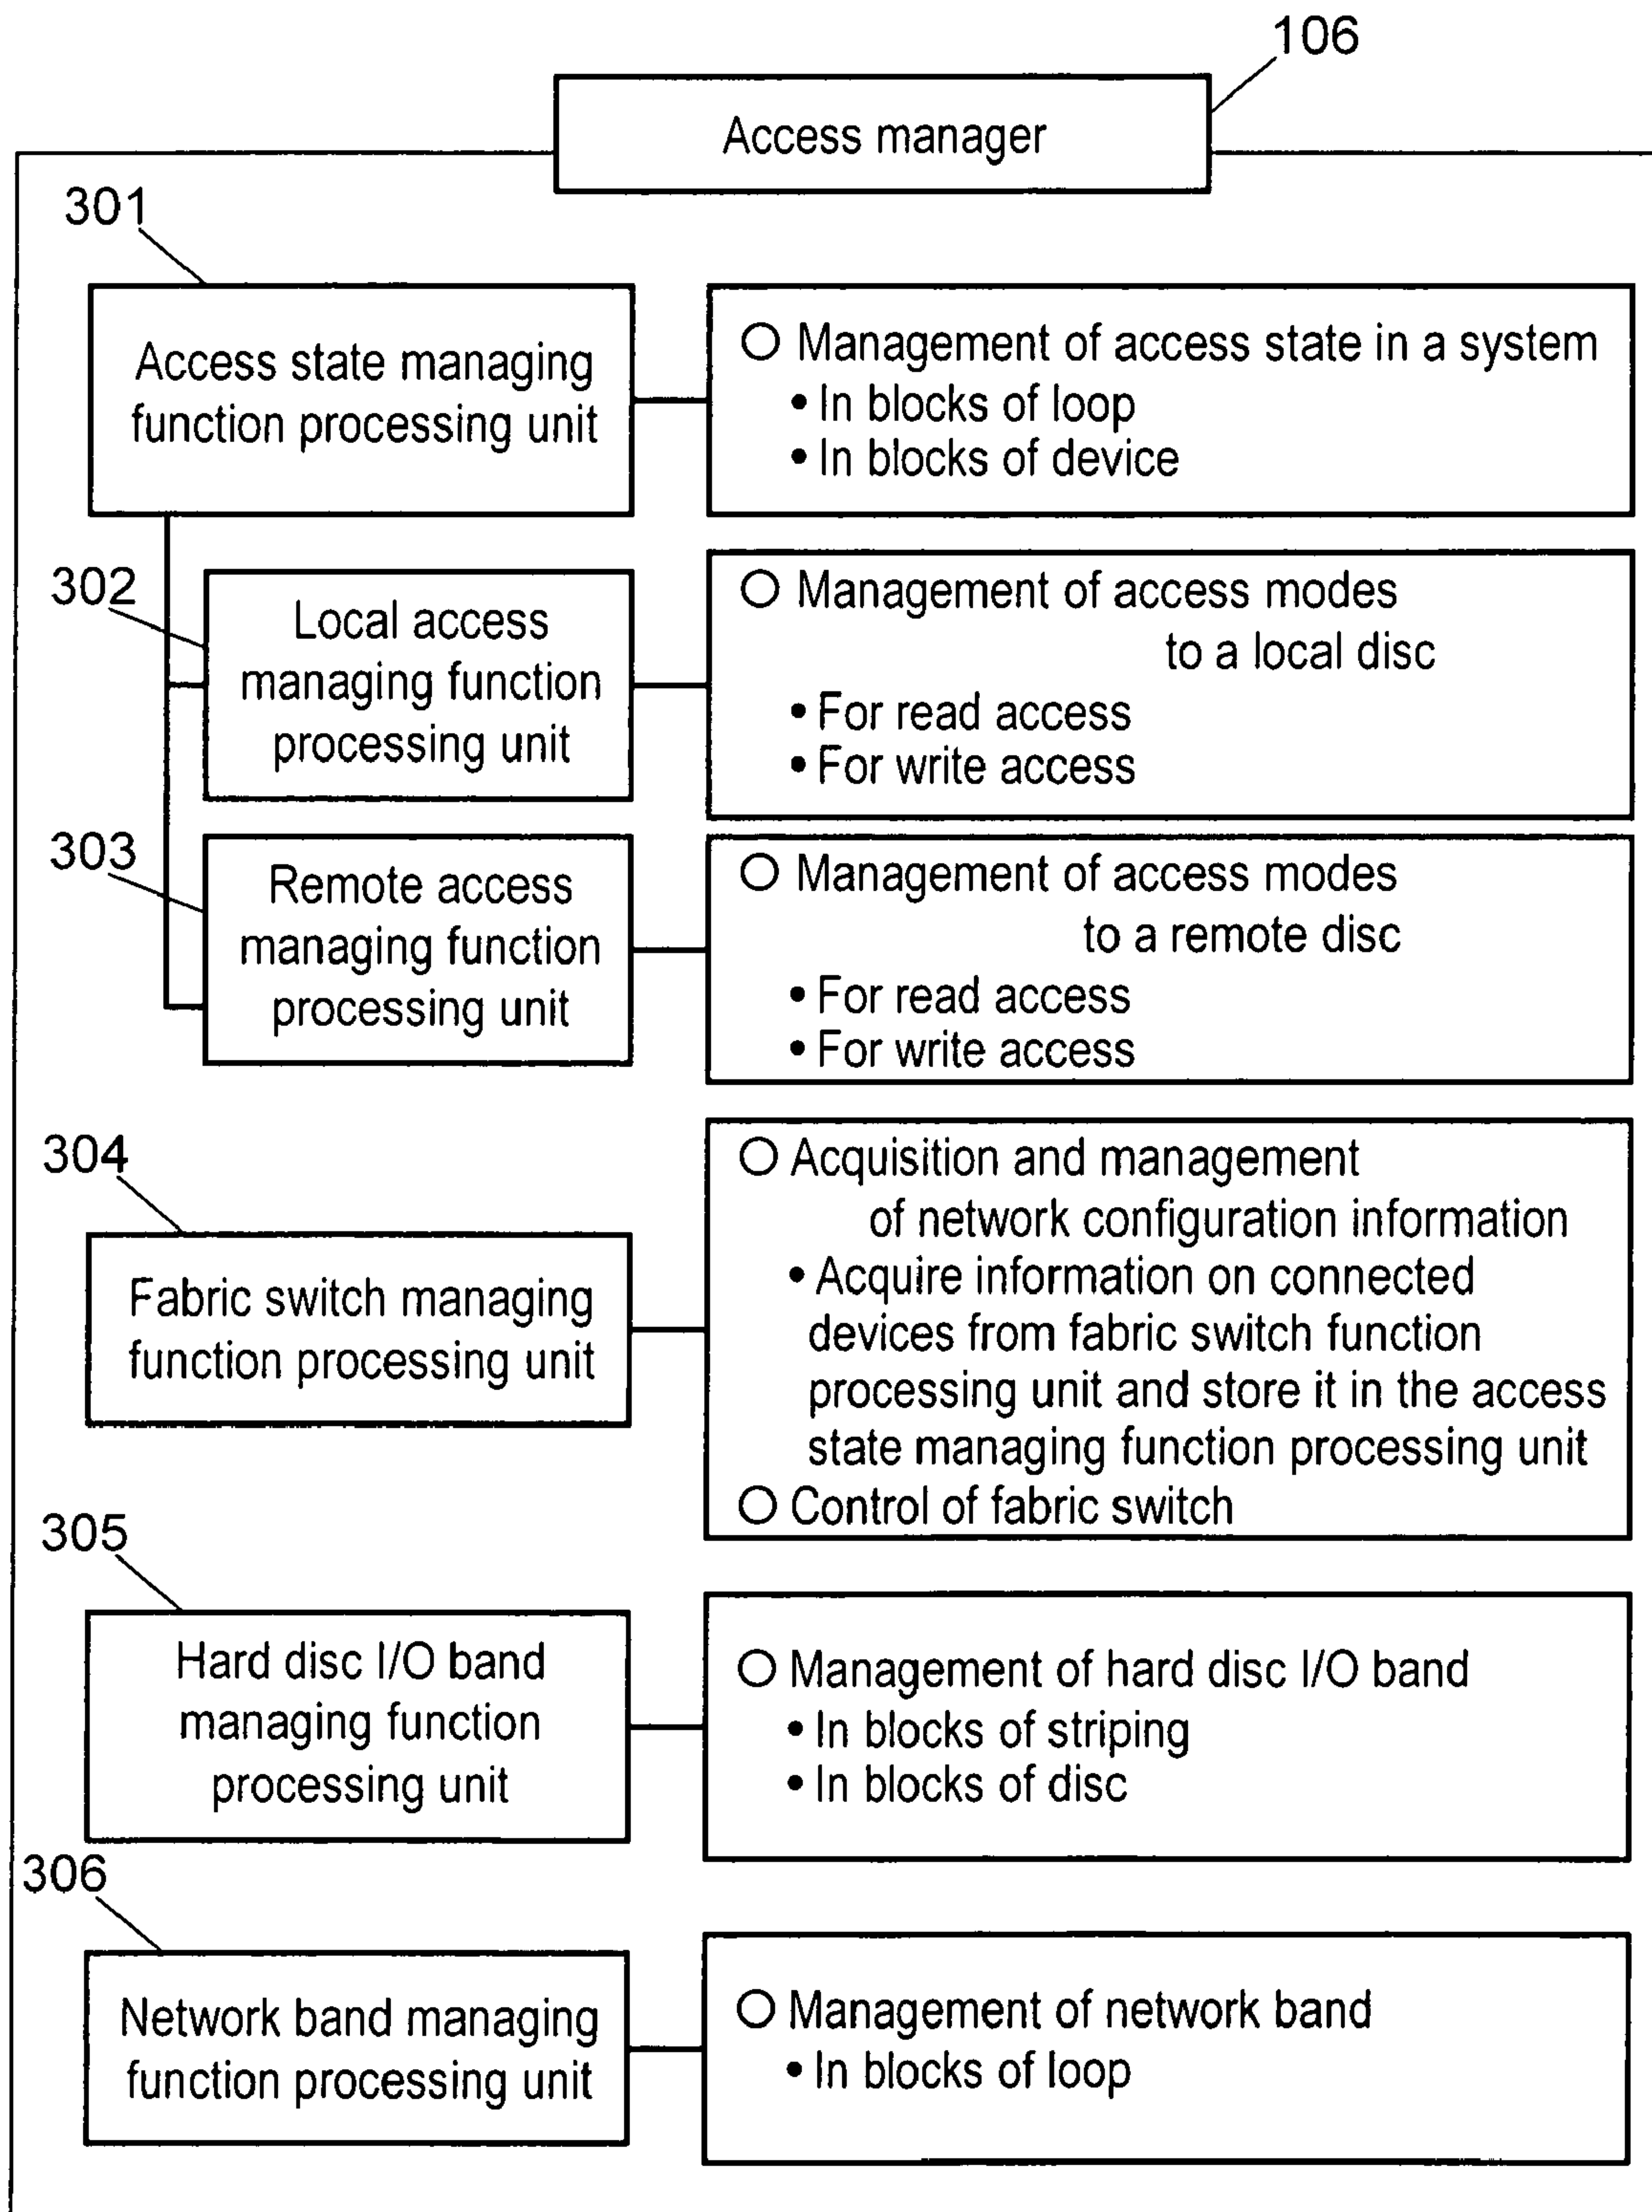 106
Access manager
301
Access state managing
function processing unit
○ Management of access state in a system
• In blocks of loop
• In blocks of device
302
Local access
managing function
processing unit
○ Management of access modes
to a local disc
• For read access
• For write access
303
Remote access
managing function
processing unit
○ Management of access modes
to a remote disc
• For read access
• For write access
304
Fabric switch managing
function processing unit
○ Acquisition and management
of network configuration information
• Acquire information on connected
devices from fabric switch function
processing unit and store it in the access
state managing function processing unit
○ Control of fabric switch
305
Hard disc I/O band
managing function
processing unit
○ Management of hard disc I/O band
• In blocks of striping
• In blocks of disc
306
Network band managing
function processing unit
○ Management of network band
• In blocks of loop